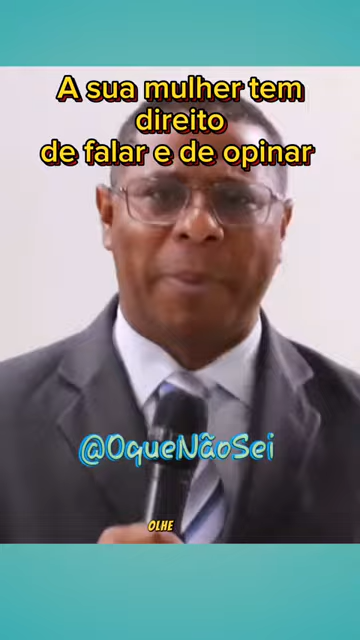 A sua mulher tem
direito
de falar e de opinar
@OqueNãoSei
OLHE